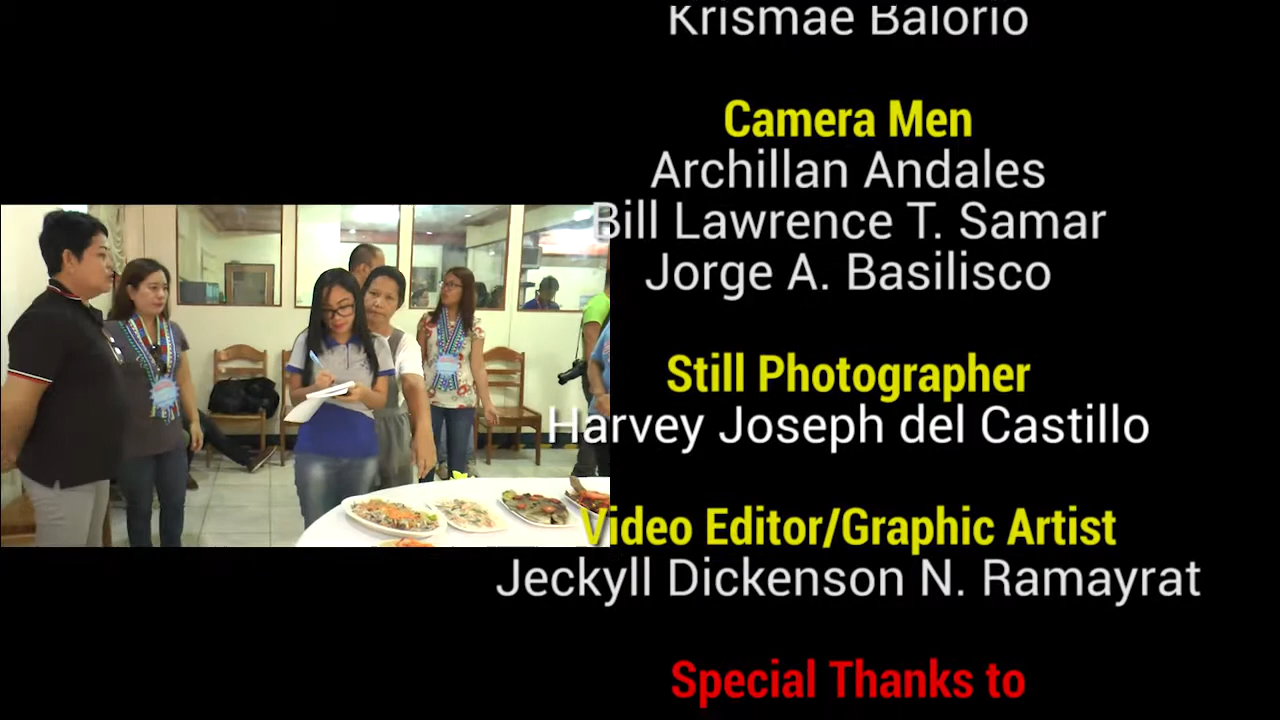 Krismae Balorio
Camera Men
Archillan Andales
Bill Lawrence T. Samar
Jorge A. Basilisco
Still Photographer
Harvey Joseph del Castillo
Video Editor/Graphic Artist
Jeckyll Dickenson N. Ramayrat
Special Thanks to